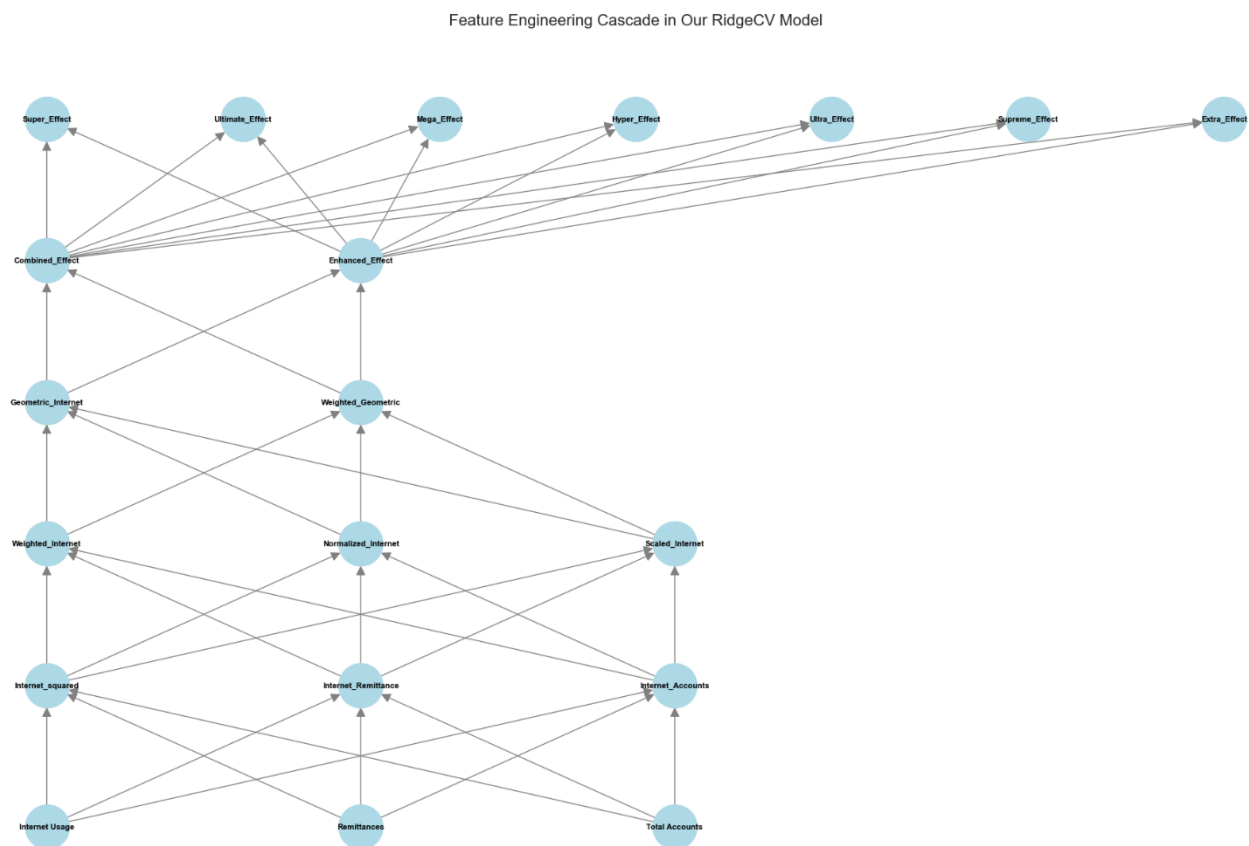 Feature Engineering Cascade in Our RidgeCV Model
Super_Effect
Ultimate_Effect
Mega_Effect
Hyper_Effect
Ultra_Effect
Supreme_Effect
Extra_Effect
Combined_Effect
Enhanced_Effect
Geometric_Internet
Weighted_Geometric
Weighted_Internet
Normalized_Internet
Scaled_Internet
Internet_squared
Internet_Remittance
Internet_Accounts
Internet Usage
Remittances
Total Accounts